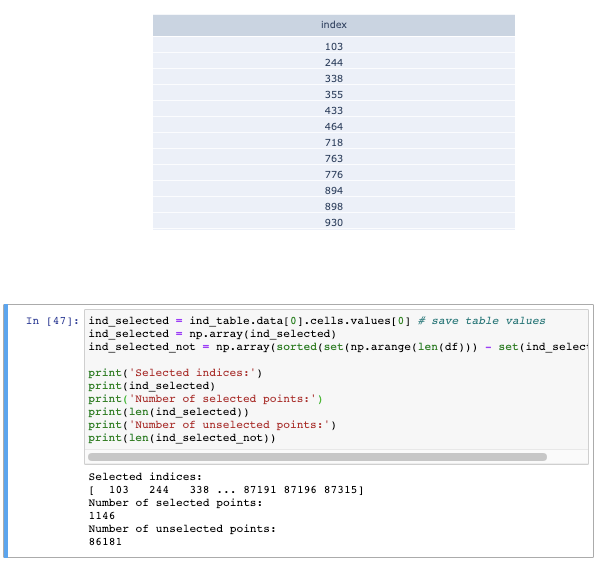 index
103
244
338
355
433
464
718
763
776
894
898
930
In [47]: ind_selected = ind_table.data[0].cells.values[0] # save table values
ind_selected = np.array(ind_selected)
ind_selected_not = np.array(sorted(set(np.arange(len(df))) - set(ind_select
print('Selected indices:')
print(ind_selected)
print('Number of selected points:')
print(len(ind_selected))
print('Number of unselected points:')
print(len(ind_selected_not))
Selected indices:
[  103   244   338 ... 87191 87196 87315]
Number of selected points:
1146
Number of unselected points:
86181